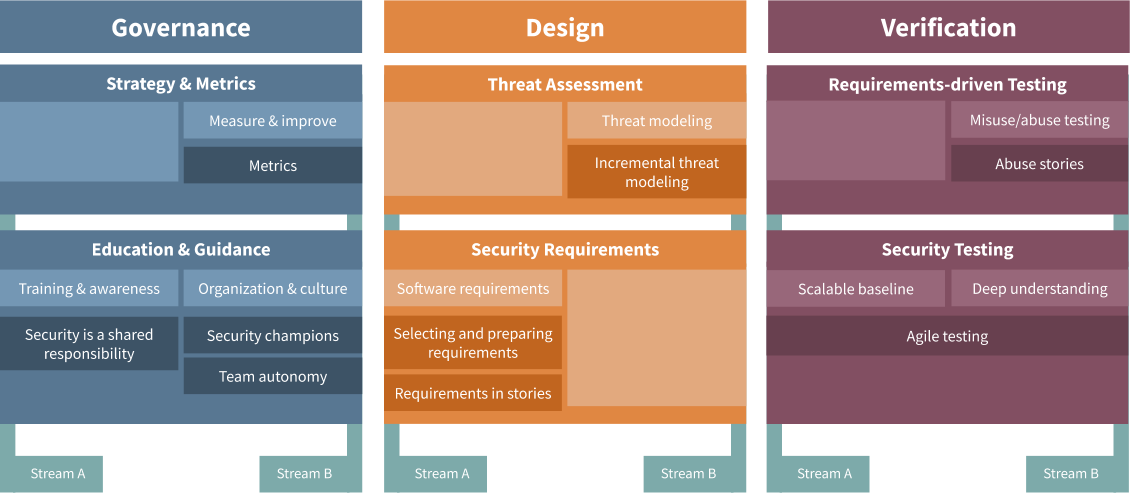 Governance
Strategy & Metrics
Measure & improve
Metrics
Education & Guidance
Training & awareness
Organization & culture
Security is a shared
responsibility
Security champions
Team autonomy
Stream A
Stream B
Design
Threat Assessment
Threat modeling
Incremental threat
modeling
Security Requirements
Software requirements
Selecting and preparing
requirements
Requirements in stories
Stream A
Stream B
Verification
Requirements-driven Testing
Misuse/abuse testing
Abuse stories
Security Testing
Scalable baseline
Deep understanding
Agile testing
Stream A
Stream B